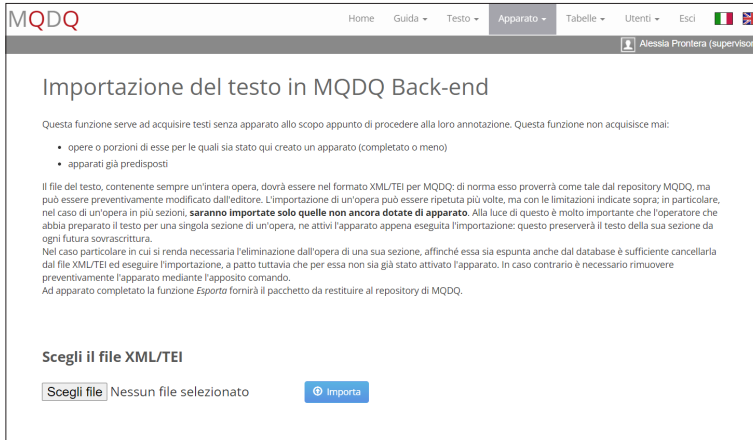 MQDQ
Home Guida Testo Apparato Tabelle Utenti Esci
Alessia Prontera (supervisor
Importazione del testo in MQDQ Back-end
Questa funzione serve ad acquisire testi senza apparato allo scopo appunto di procedere alla loro annotazione. Questa funzione non acquisisce mai:
• opere o porzioni di esse per le quali sia stato qui creato un apparato (completato o meno)
• apparati già predisposti
Il file del testo, contenente sempre un'intera opera, dovrà essere nel formato XML/TEI per MQDQ: di norma esso proverrà come tale dal repository MQDQ, ma
può essere preventivamente modificato dall'editore. L'importazione di un'opera può essere ripetuta più volte, ma con le limitazioni indicate sopra; in particolare,
nel caso di un'opera in più sezioni, saranno importate solo quelle non ancora dotate di apparato. Alla luce di questo è molto importante che l'operatore che
abbia preparato il testo per una singola sezione di un'opera, ne attivi l'apparato appena eseguita l'importazione: questo preserverà il testo della sua sezione da
ogni futura sovrascrittura.
Nel caso particolare in cui si renda necessaria l'eliminazione dall'opera di una sua sezione, affinché essa sia espunta anche dal database è sufficiente cancellarla
dal file XML/TEI ed eseguire l'importazione, a patto tuttavia che per essa non sia già stato attivato l'apparato. In caso contrario è necessario rimuovere
preventivamente l'apparato mediante l'apposito comando.
Ad apparato completato la funzione Esporta fornirà il pacchetto da restituire al repository di MQDQ.
Scegli il file XML/TEI
Scegli file Nessun file selezionato Importa